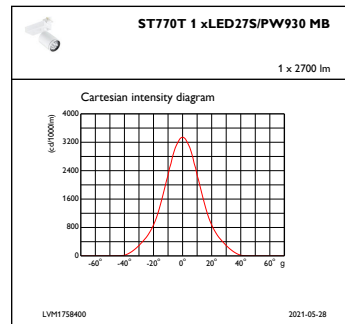 ST770T 1 xLED27S/PW930 MB
1 x 2700 lm
Cartesian intensity diagram
(cd/1000lm)
4000
3200
2400
1600
800
0
-60° -40° -20° 0° 20° 40° 60° g
LVM1758400 2021-05-28